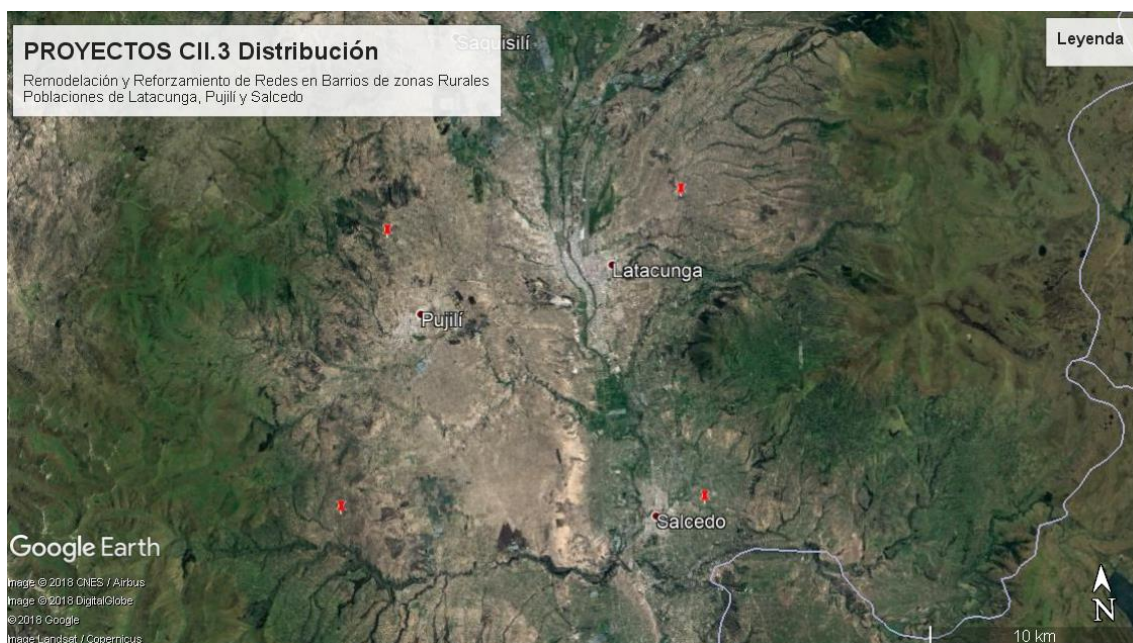 PROYECTOS CII.3 Distribución
Saquisilí
Leyenda
Remodelación y Reforzamiento de Redes en Barrios de zonas Rurales
Poblaciones de Latacunga, Pujilí y Salcedo
Latacunga
Pujilí
Salcedo
Google Earth
Image © 2018 CNES / Airbus
Image © 2018 DigitalGlobe
© 2018 Google
Image Landsat / Copernicus
N
10 km